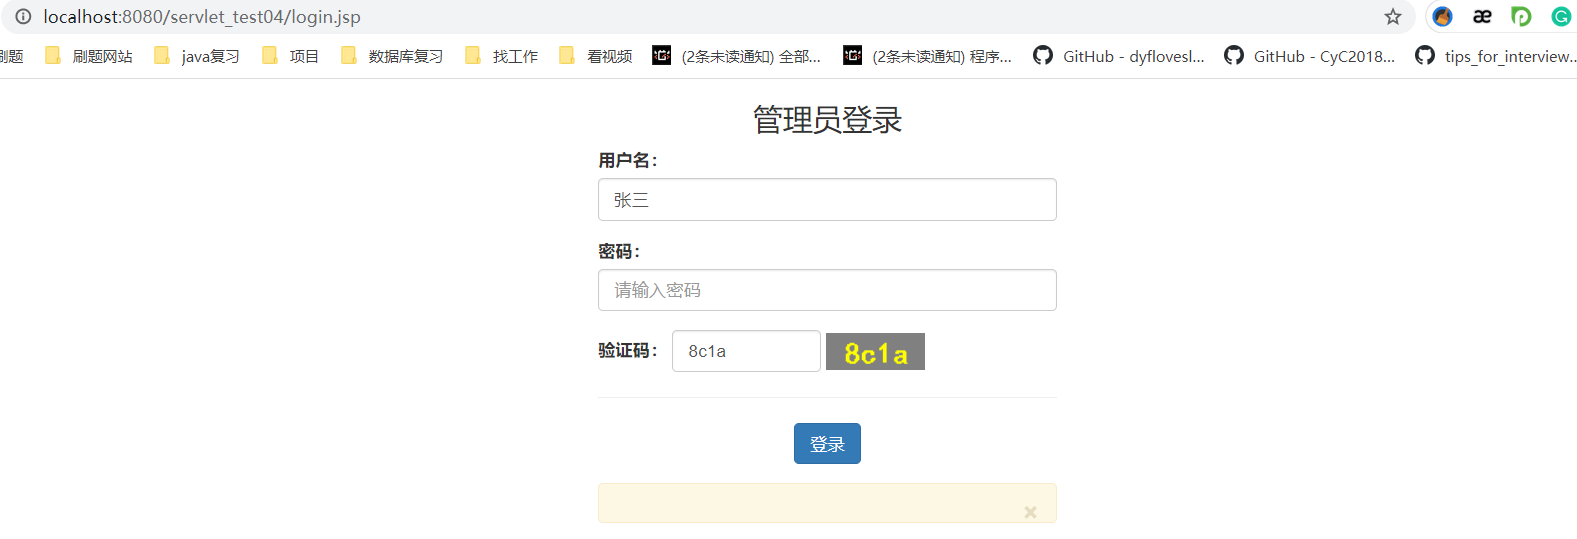 localhost:8080/servlet_test04/login.jsp
刷题 刷题网站 java复习 项目 数据库复习 找工作 看视频 (2条未读通知) 全部... (2条未读通知) 程序... GitHub - dyflovesl... GitHub - CyC2018... tips_for_interview...
管理员登录
用户名：
张三
密码：
请输入密码
验证码： 8c1a 8c1a
登录
×